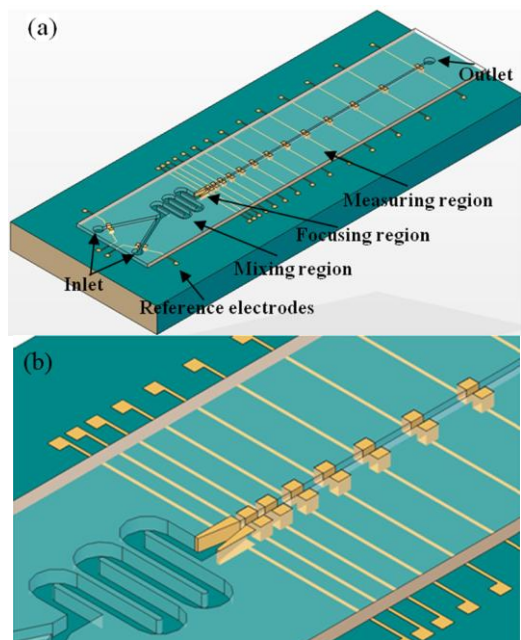 (a)
Outlet
Measuring region
Focusing region
Mixing region
Inlet
Reference electrodes
(b)